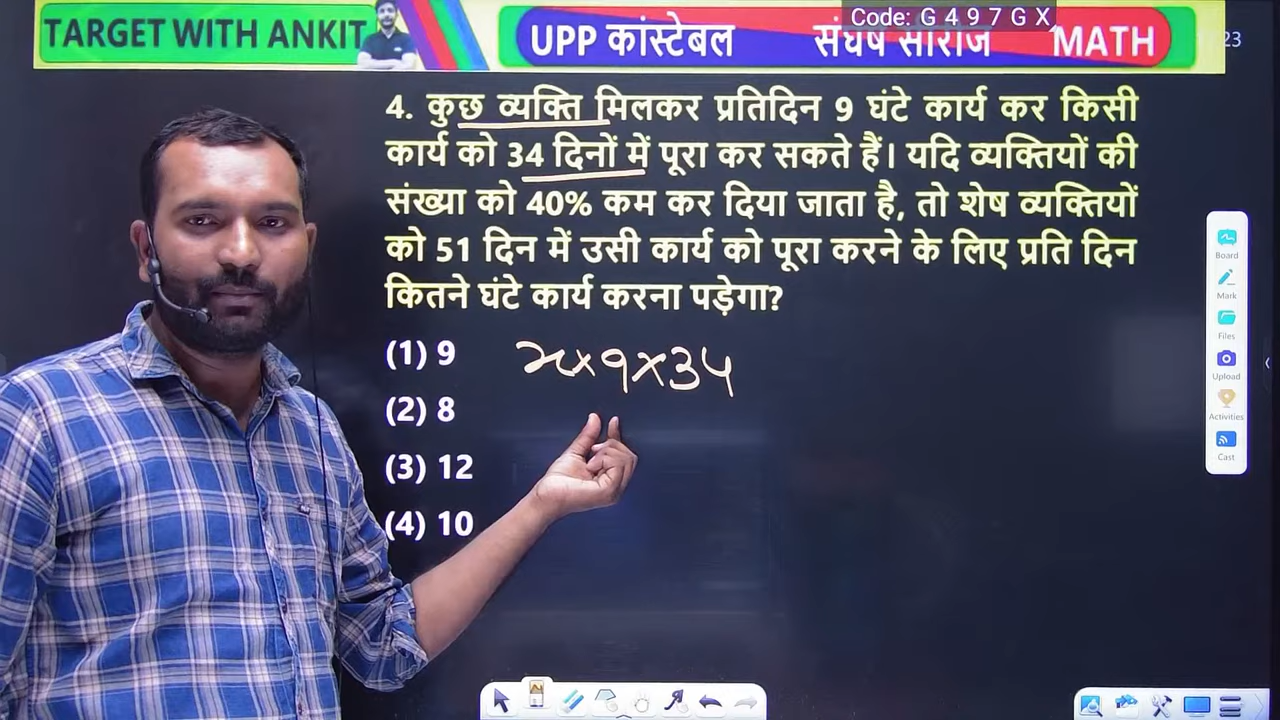 TARGET WITH ANKIT
UPP कांस्टेबल संघर्ष सीरीज MATH
Code: G 4 9 7 G X
23
4. कुछ व्यक्ति मिलकर प्रतिदिन 9 घंटे कार्य कर किसी
कार्य को 34 दिनों में पूरा कर सकते हैं। यदि व्यक्तियों की
संख्या को 40% कम कर दिया जाता है, तो शेष व्यक्तियों
को 51 दिन में उसी कार्य को पूरा करने के लिए प्रति दिन
कितने घंटे कार्य करना पड़ेगा?
(1) 9
x×9×34
(2) 8
(3) 12
(4) 10
Board
Mark
Files
Upload
Activities
Cast